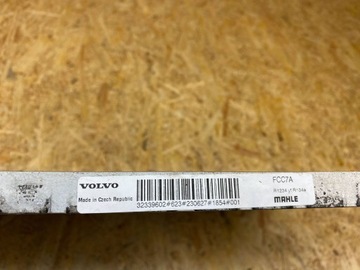 VOLVO
Made in Czech Republic
32339602#623#230627#1854#001
FCC7A
MAHLE